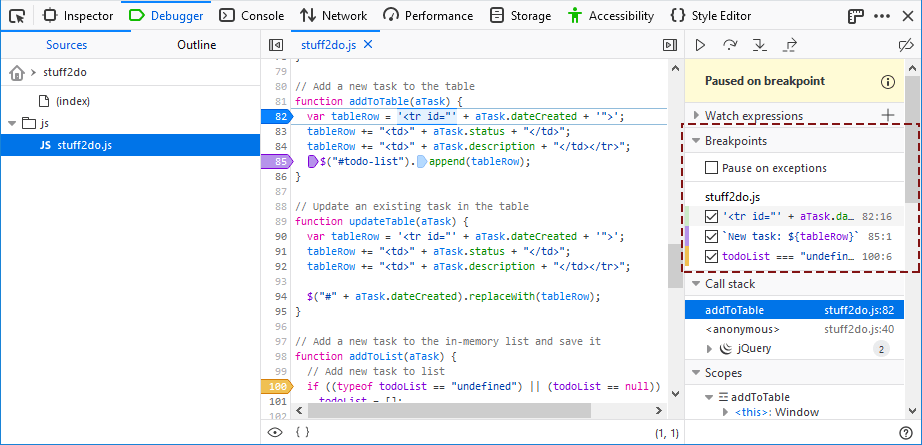 Inspector Debugger Console Network Performance Storage Accessibility Style Editor
Sources Outline
stuff2do
(index)
js
JS stuff2do.js
stuff2do.js
79
80 // Add a new task to the table
81 function addToTable(aTask) {
82 var tableRow = '<tr id="' + aTask.dateCreated + '">';
83 tableRow += "<td>" + aTask.status + "</td>";
84 tableRow += "<td>" + aTask.description + "</td></tr>";
85 $("#todo-list").append(tableRow);
86 }
87
88 // Update an existing task in the table
89 function updateTable(aTask) {
90 var tableRow = '<tr id="' + aTask.dateCreated + '">';
91 tableRow += "<td>" + aTask.status + "</td>";
92 tableRow += "<td>" + aTask.description + "</td></tr>";
93
94 $("#" + aTask.dateCreated).replaceWith(tableRow);
95 }
96
97 // Add a new task to the in-memory list and save it
98 function addToList(aTask) {
99 // Add new task to list
100 if ((typeof todoList == "undefined") || (todoList == null))
101 todoList = [];
102
{ } (1, 1)
Paused on breakpoint
Watch expressions
Breakpoints
Pause on exceptions
stuff2do.js
'<tr id="' + aTask.da… 82:16
`New task: ${tableRow}` 85:1
todoList === "undefin… 100:6
Call stack
addToTable stuff2do.js:82
<anonymous> stuff2do.js:40
jQuery 2
Scopes
addToTable
<this>: Window